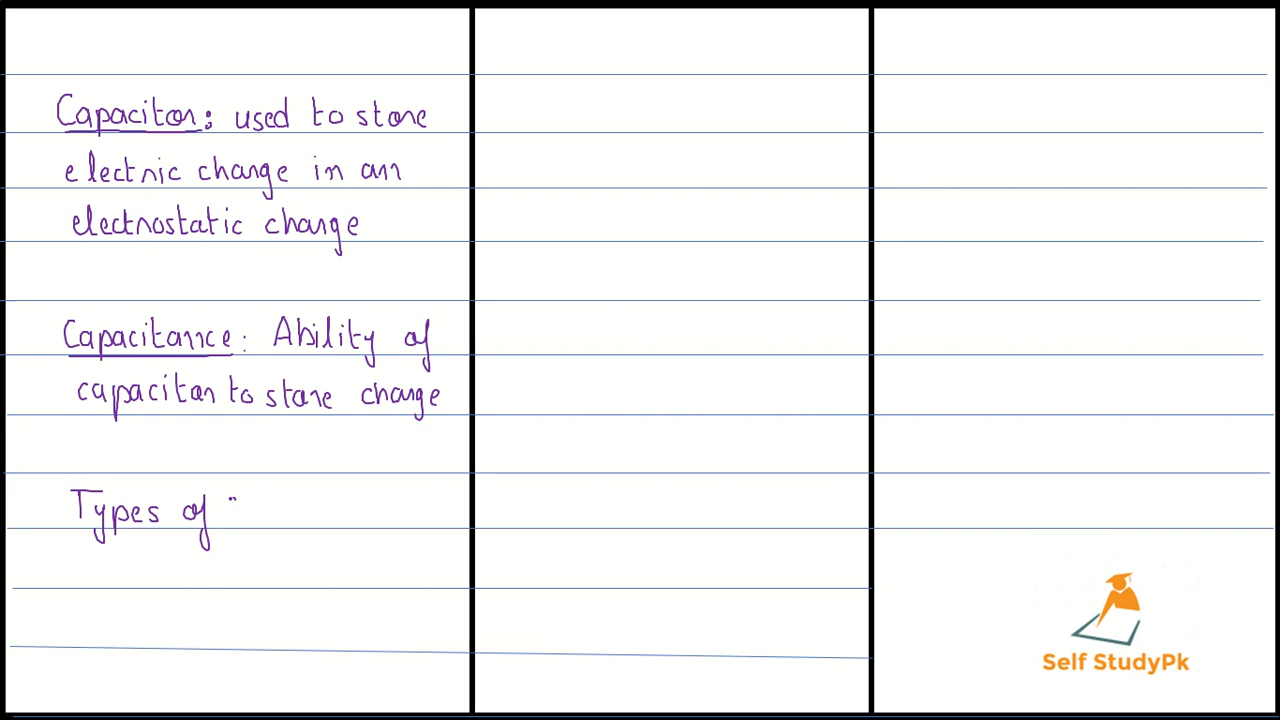 Capacitor: used to store
electric charge in an
electrostatic charge
Capacitance: Ability of
capacitor to store charge
Types of "
Self StudyPk